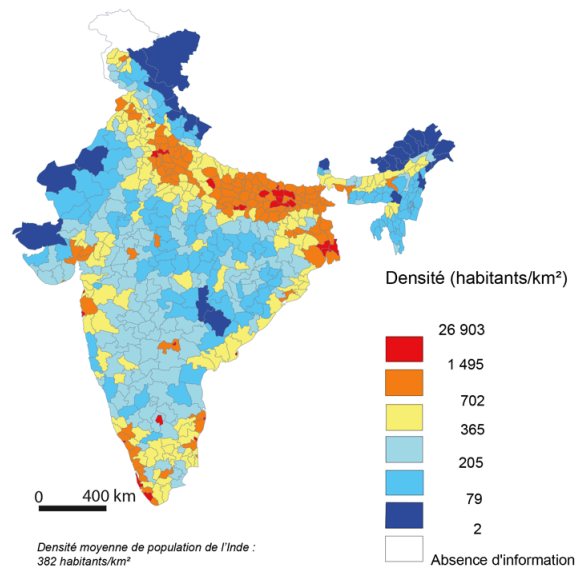 Densité (habitants/km²)
26 903
1 495
702
365
205
79
2
Absence d'information
0 400 km
Densité moyenne de population de l'Inde :
382 habitants/km²